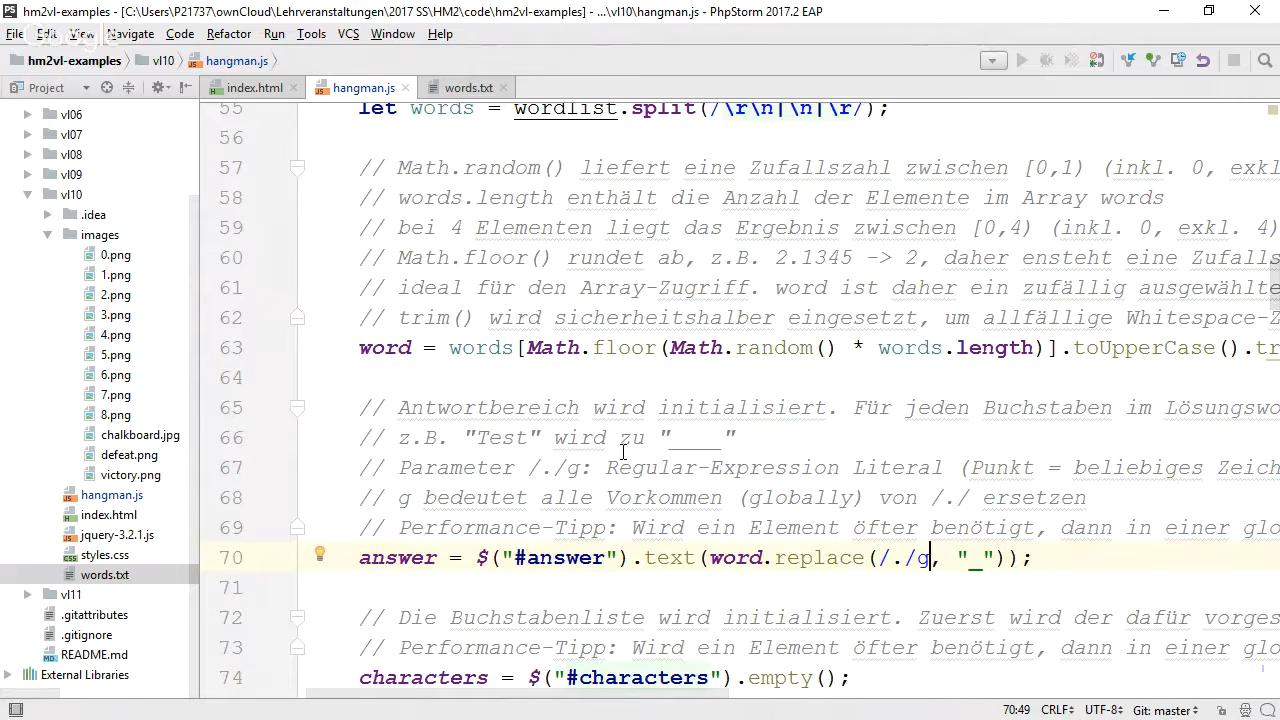 hm2vl-examples - [C:\Users\P21737\ownCloud\Lehrveranstaltungen\2017 SS\HM2\code\hm2vl-examples] - ...\vl10\hangman.js - PhpStorm 2017.2 EAP
File Edit View Navigate Code Refactor Run Tools VCS Window Help
Google
hm2vl-examples vl10 hangman.js
Project index.html hangman.js words.txt
vl06
vl07
vl08
vl09
vl10
.idea
images
0.png
1.png
2.png
3.png
4.png
5.png
6.png
7.png
8.png
chalkboard.jpg
defeat.png
victory.png
hangman.js
index.html
jquery-3.2.1.js
styles.css
words.txt
vl11
.gitattributes
.gitignore
README.md
External Libraries
55 let words = wordlist.split(/\r\n|\n|\r/);
56
57 // Math.random() liefert eine Zufallszahl zwischen [0,1) (inkl. 0, exkl
58 // words.length enthält die Anzahl der Elemente im Array words
59 // bei 4 Elementen liegt das Ergebnis zwischen [0,4) (inkl. 0, exkl. 4)
60 // Math.floor() rundet ab, z.B. 2.1345 -> 2, daher ensteht eine Zufalls
61 // ideal für den Array-Zugriff. word ist daher ein zufällig ausgewählte
62 // trim() wird sicherheitshalber eingesetzt, um allfällige Whitespace-Z
63 word = words[Math.floor(Math.random() * words.length)].toUpperCase().tr
64
65 // Antwortbereich wird initialisiert. Für jeden Buchstaben im Lösungswo
66 // z.B. "Test" wird zu "____"
67 // Parameter /./g: Regular-Expression Literal (Punkt = beliebiges Zeich
68 // g bedeutet alle Vorkommen (globally) von /./ ersetzen
69 // Performance-Tipp: Wird ein Element öfter benötigt, dann in einer glo
70 answer = $("#answer").text(word.replace(/./g, "_"));
71
72 // Die Buchstabenliste wird initialisiert. Zuerst wird der dafür vorges
73 // Performance-Tipp: Wird ein Element öfter benötigt, dann in einer glo
74 characters = $("#characters").empty();
70:49 CRLF UTF-8 Git: master